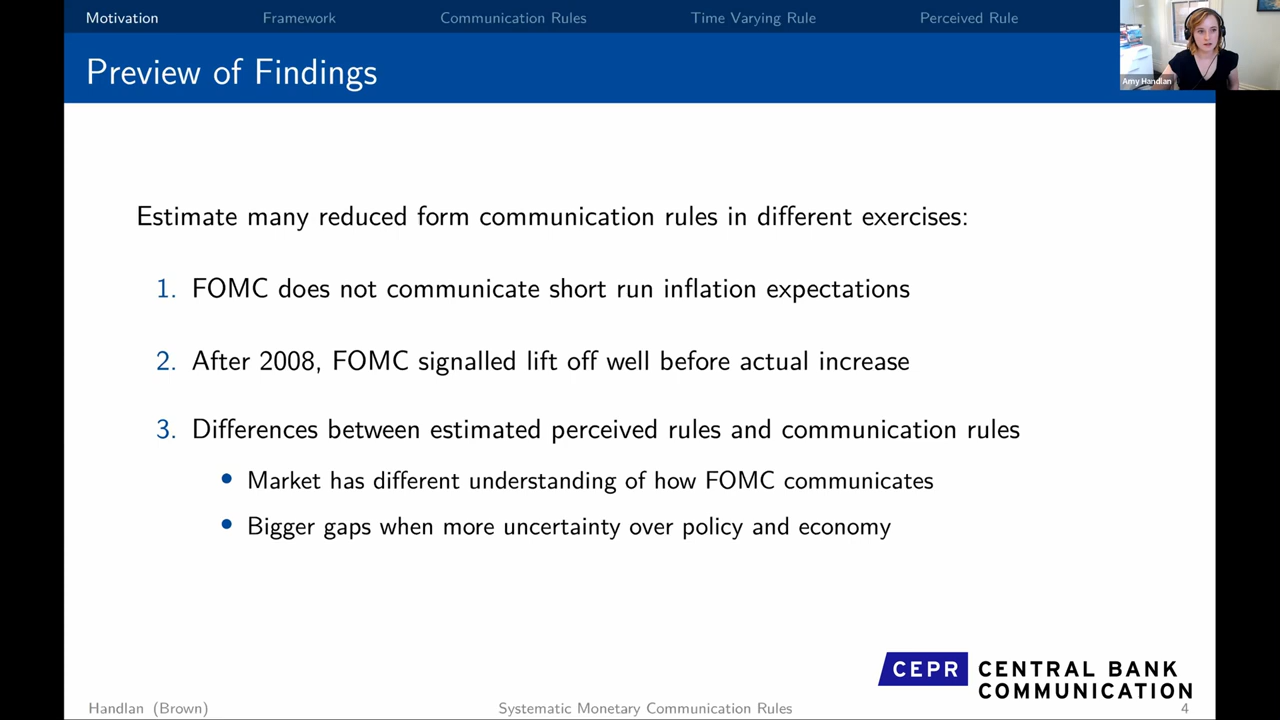 Motivation Framework Communication Rules Time Varying Rule Perceived Rule
Preview of Findings
Amy Handlan
Estimate many reduced form communication rules in different exercises:
1. FOMC does not communicate short run inflation expectations
2. After 2008, FOMC signalled lift off well before actual increase
3. Differences between estimated perceived rules and communication rules
• Market has different understanding of how FOMC communicates
• Bigger gaps when more uncertainty over policy and economy
CEPR CENTRAL BANK
COMMUNICATION
Handlan (Brown) Systematic Monetary Communication Rules 4